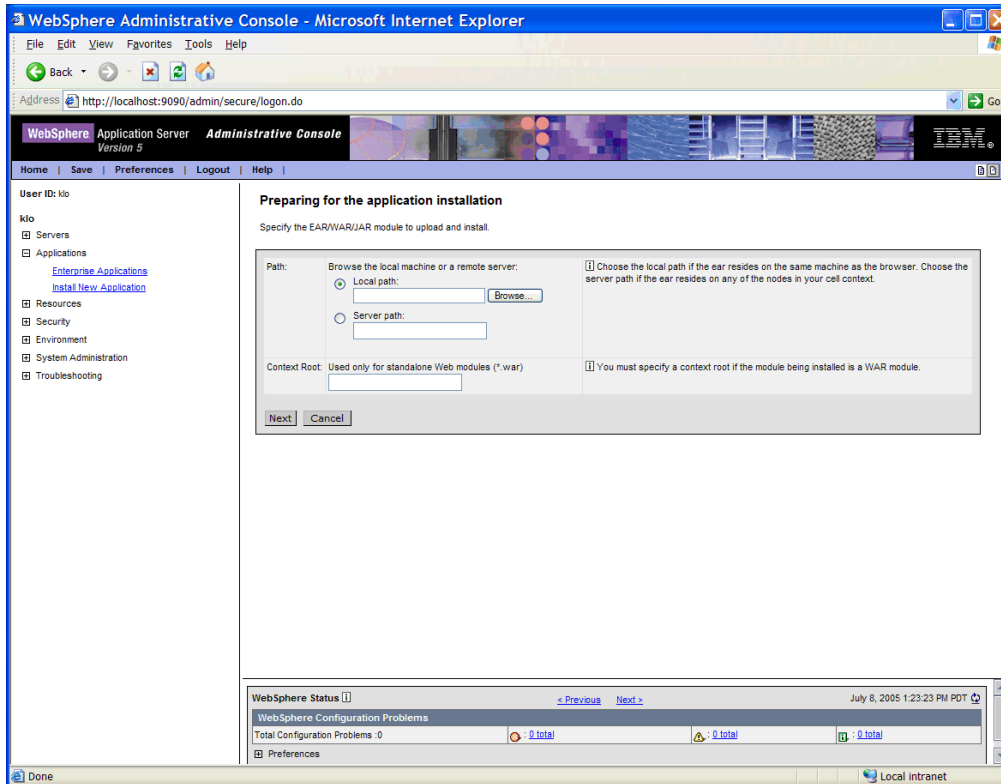 WebSphere Administrative Console - Microsoft Internet Explorer
File Edit View Favorites Tools Help
Back
Address http://localhost:9090/admin/secure/logon.do Go
WebSphere Application Server Administrative Console
Version 5
IBM
Home | Save | Preferences | Logout | Help |
User ID: klo
klo
Servers
Applications
Enterprise Applications
Install New Application
Resources
Security
Environment
System Administration
Troubleshooting
Preparing for the application installation
Specify the EAR/WAR/JAR module to upload and install.
Path:
Browse the local machine or a remote server:
Local path:
Browse...
Server path:
i Choose the local path if the ear resides on the same machine as the browser. Choose the
server path if the ear resides on any of the nodes in your cell context.
Context Root: Used only for standalone Web modules (*.war)
i You must specify a context root if the module being installed is a WAR module.
Next Cancel
WebSphere Status i < Previous Next > July 8, 2005 1:23:23 PM PDT
WebSphere Configuration Problems
Total Configuration Problems :0 : 0 total : 0 total : 0 total
Preferences
Done Local intranet